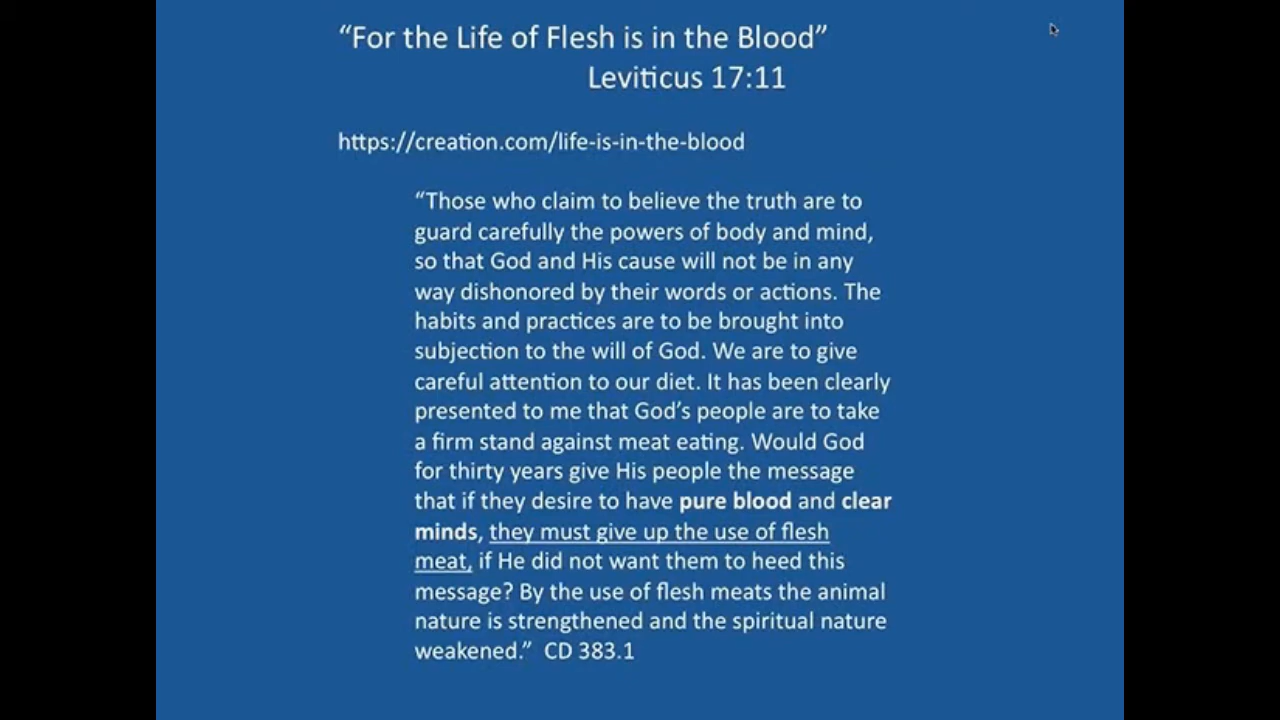 “For the Life of Flesh is in the Blood”
Leviticus 17:11
https://creation.com/life-is-in-the-blood
“Those who claim to believe the truth are to
guard carefully the powers of body and mind,
so that God and His cause will not be in any
way dishonored by their words or actions. The
habits and practices are to be brought into
subjection to the will of God. We are to give
careful attention to our diet. It has been clearly
presented to me that God’s people are to take
a firm stand against meat eating. Would God
for thirty years give His people the message
that if they desire to have pure blood and clear
minds, they must give up the use of flesh
meat, if He did not want them to heed this
message? By the use of flesh meats the animal
nature is strengthened and the spiritual nature
weakened.” CD 383.1